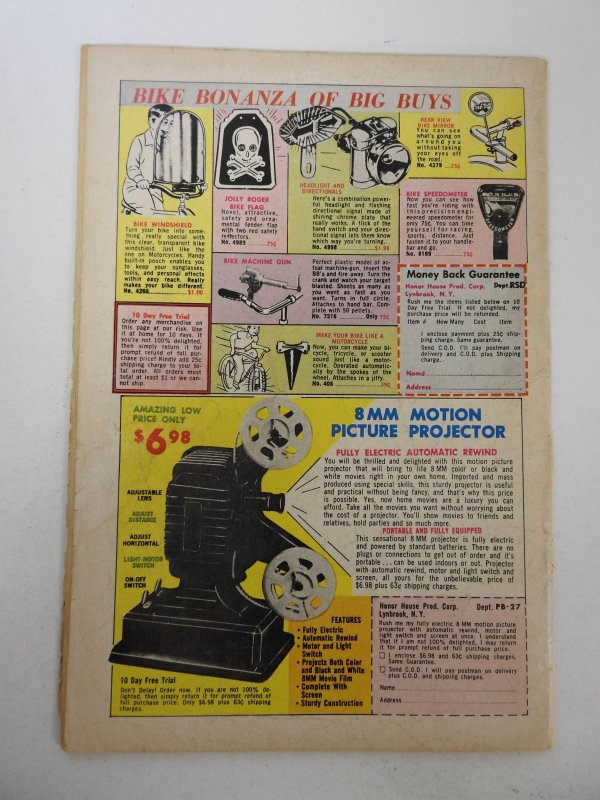 BIKE BONANZA OF BIG BUYS
BIKE WINDSHIELD
Turn your bike into some-
thing really special with
this clear, transparent bike
windshield. Just like the
one on Motorcycles. Handy
built-in pouch enables you
to keep your sunglasses,
tools, and personal effects
within easy reach. Really
makes your bike different.
No. 4266 $1.00
JOLLY ROGER
BIKE FLAG
Novel, attractive,
safety and orna-
mental fender flap
with two red safety
reflectors.
No. 4989 75¢
HEADLIGHT AND
DIRECTIONALS
Here's a combination power-
ful headlight and flashing
directional signal made of
shining chrome plate that
really works. A flick of the
hand switch and your direc-
tional signal lets them know
which way you're turning.
No. 4998 $1.98
REAR VIEW
BIKE MIRROR
You can see
what's going on
around you
without taking
your eyes off
the road.
No. 4279 75¢
BIKE SPEEDOMETER
Now you can see how
fast you're riding with
this precision engi-
neered speedometer for
only 75¢. You can time
yourself for racing,
sports, distance. Just
fasten it to your handle-
bar and go.
No. 8199 75¢
BIKE MACHINE GUN
Perfect plastic model of ac-
tual machine-gun. Insert the
BB's and fire away. Turn the
crank and watch your target
blasted. Shoots as many as
you want as fast as you
want. Turns in full circle.
Attaches to hand bar. Com-
plete with 50 pellets.
No. 7516 Only 75¢
MAKE YOUR BIKE LIKE A
MOTORCYCLE
Now, you can make your bi-
cycle, tricycle, or scooter
sound just like a motor-
cycle. Operated automatic-
ally by the spokes of the
wheel. Attaches in a jiffy.
No. 406
10 Day Free Trial
Order any merchandise on
this page at our risk. Use
it at home for 10 days. If
you're not 100% delighted,
then simply return it for
prompt refund of full pur-
chase price! Kindly add 25¢
shipping charge to your to-
tal order. All orders must
total at least $1 or we can-
not ship.
Money Back Guarantee
Honor House Prod. Corp. Dept.RSD
Lynbrook, N. Y.
Rush me the items listed below on 10
Day Free Trial. If not delighted, my
purchase price will be refunded.
Item # How Many Cost Item
I enclose payment plus 25¢ ship-
ping charge. Same guarantee.
Send C.O.D. I'll pay postman on
delivery and C.O.D. plus Shipping
charge.
Name
Address
AMAZING LOW
PRICE ONLY
$6.98
ADJUSTABLE
LENS
ADJUST
DISTANCE
ADJUST
HORIZONTAL
LIGHT-MOTOR
SWITCH
ON-OFF
SWITCH
8 MM MOTION
PICTURE PROJECTOR
FULLY ELECTRIC AUTOMATIC REWIND
You will be thrilled and delighted with this motion picture
projector that will bring to life 8 MM color or black and
white movies right in your own home. Imported and mass
produced using special skills, this sturdy projector is useful
and practical without being fancy, and that's why this price
is possible. Yes, now home movies are a luxury you can
afford. Take all the movies you want without worrying about
the cost of a projector. You'll show movies to friends and
relatives, hold parties and so much more.
PORTABLE AND FULLY EQUIPPED
This sensational 8 MM projector is fully electric
and powered by standard batteries. There are no
plugs or connections to get out of order and it's
portable . . . can be used indoors or out. Projector
with automatic rewind, motor and light switch and
screen, all yours for the unbelievable price of
$6.98 plus 63¢ shipping charges.
FEATURES
• Fully Electric
• Automatic Rewind
• Motor and Light
Switch
• Projects Both Color
and Black and White
8MM Movie Film
• Complete With
Screen
• Sturdy Construction
Honor House Prod. Corp. Dept. PB-27
Lynbrook, N. Y.
Rush me my fully electric 8 MM motion picture
projector with automatic rewind, motor and
light switch and screen at once. I understand
that if I am not 100% delighted, I may return
it for prompt refund of full purchase price.
☐ I enclose $6.98 and 63¢ shipping charges.
Same Guarantee.
☐ Send C.O.D. I will pay postman on delivery
plus C.O.D. and shipping charges.
Name
Address
10 Day Free Trial
Don't Delay! Order now. If you are not 100% de-
lighted, then simply return it for prompt refund of
full purchase price. Only $6.98 plus 63¢ shipping
charges.